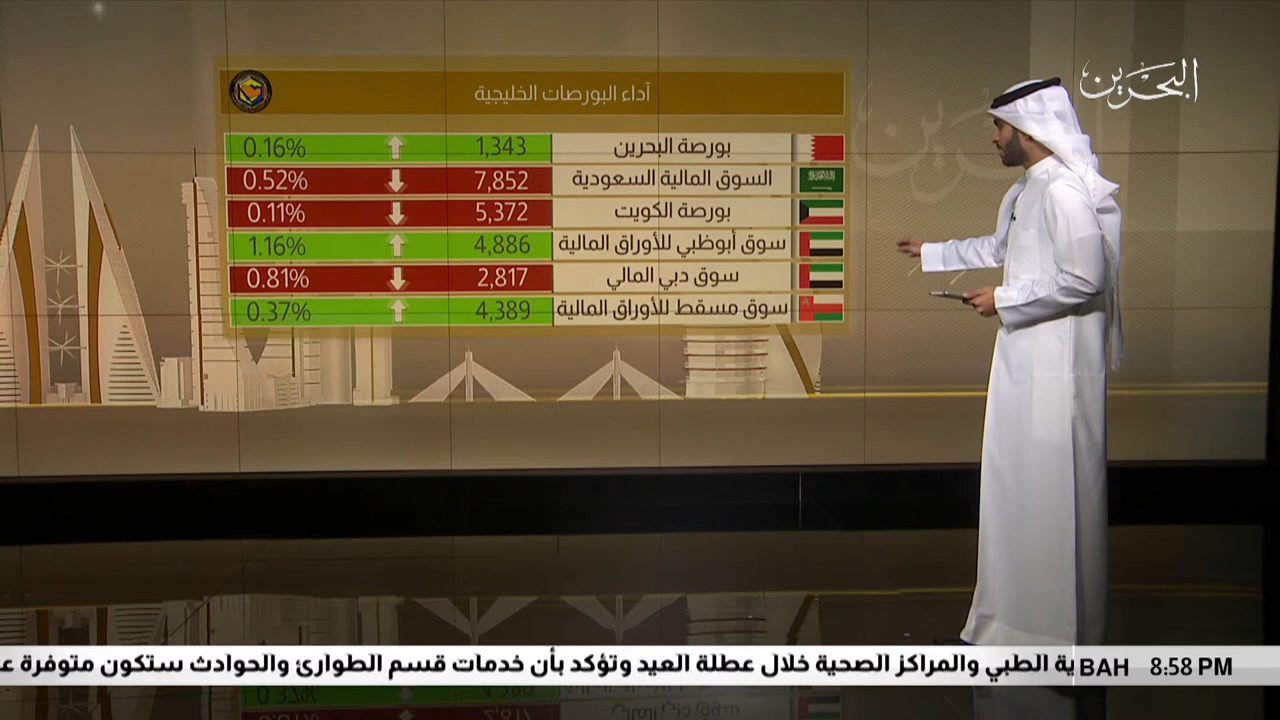 البحرين
آداء البورصات الخليجية
بورصة البحرين 1,343 0.16%
السوق المالية السعودية 7,852 0.52%
بورصة الكويت 5,372 0.11%
سوق أبوظبي للأوراق المالية 4,886 1.16%
سوق دبي المالي 2,817 0.81%
سوق مسقط للأوراق المالية 4,389 0.37%
BAH 8:58 PM
الطبي والمراكز الصحية خلال عطلة العيد وتؤكد بأن خدمات قسم الطوارئ والحوادث ستكون متوفرة